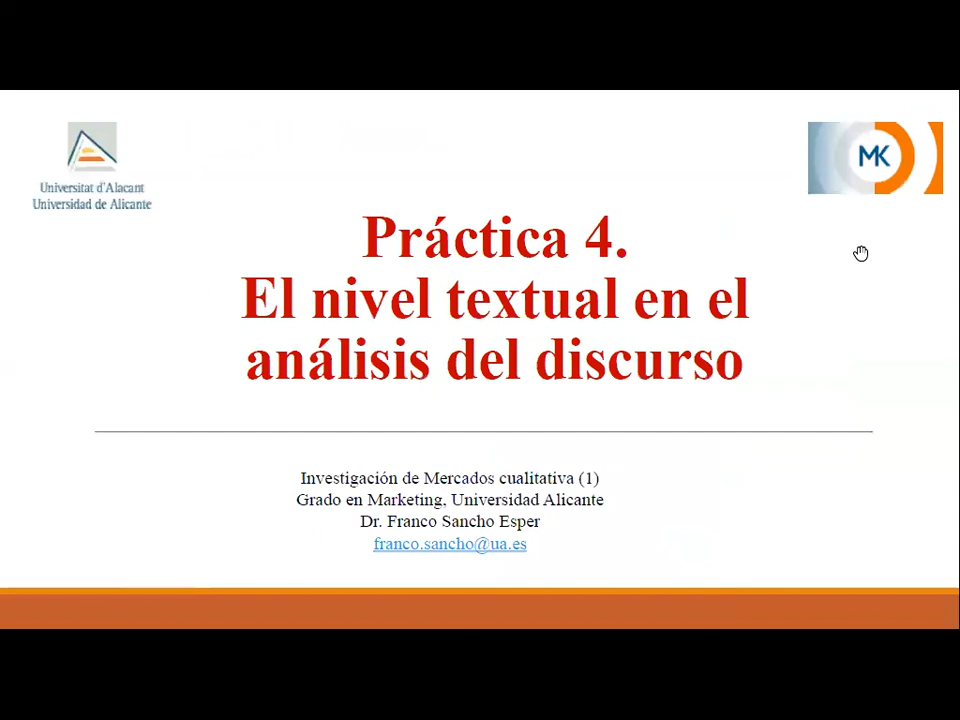 Universitat d'Alacant
Universidad de Alicante
MK
Práctica 4.
El nivel textual en el
análisis del discurso
Investigación de Mercados cualitativa (1)
Grado en Marketing, Universidad Alicante
Dr. Franco Sancho Esper
franco.sancho@ua.es